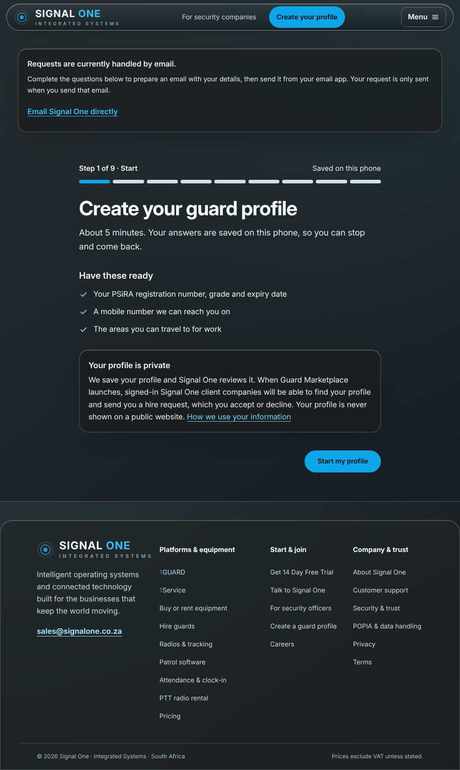 SIGNAL ONE
INTEGRATED SYSTEMS
For security companies
Create your profile
Menu
Requests are currently handled by email.
Complete the questions below to prepare an email with your details, then send it from your email app. Your request is only sent
when you send that email.
Email Signal One directly
Step 1 of 9 · Start
Saved on this phone
Create your guard profile
About 5 minutes. Your answers are saved on this phone, so you can stop
and come back.
Have these ready
Your PSiRA registration number, grade and expiry date
A mobile number we can reach you on
The areas you can travel to for work
Your profile is private
We save your profile and Signal One reviews it. When Guard Marketplace
launches, signed-in Signal One client companies will be able to find your profile
and send you a hire request, which you accept or decline. Your profile is never
shown on a public website. How we use your information
Start my profile
SIGNAL ONE
INTEGRATED SYSTEMS
Intelligent operating systems
and connected technology
built for the businesses that
keep the world moving.
sales@signalone.co.za
Platforms & equipment
1GUARD
1Service
Buy or rent equipment
Hire guards
Radios & tracking
Patrol software
Attendance & clock-in
PTT radio rental
Pricing
Start & join
Get 14 Day Free Trial
Talk to Signal One
For security officers
Create a guard profile
Careers
Company & trust
About Signal One
Customer support
Security & trust
POPIA & data handling
Privacy
Terms
© 2026 Signal One · Integrated Systems · South Africa
Prices exclude VAT unless stated.